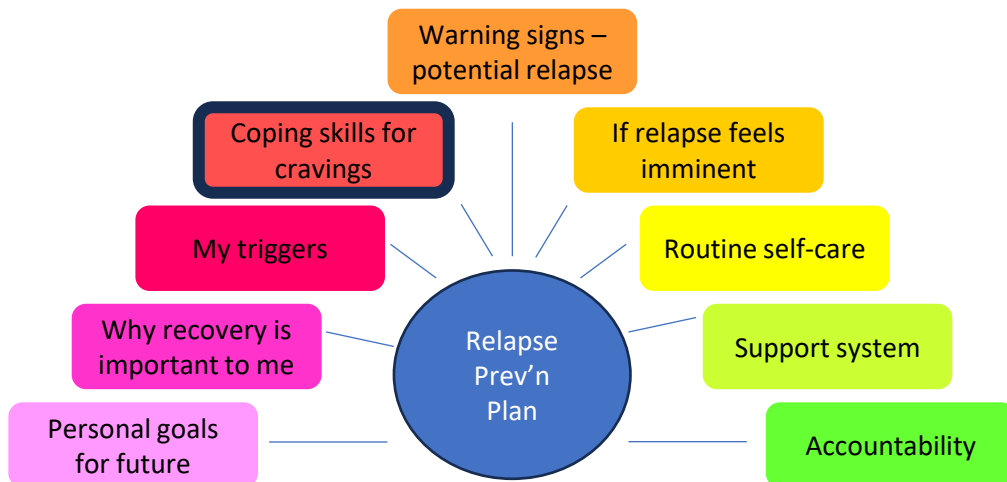 Warning signs –
potential relapse
Coping skills for
cravings
If relapse feels
imminent
My triggers
Routine self-care
Why recovery is
important to me
Relapse
Prev’n
Plan
Support system
Personal goals
for future
Accountability